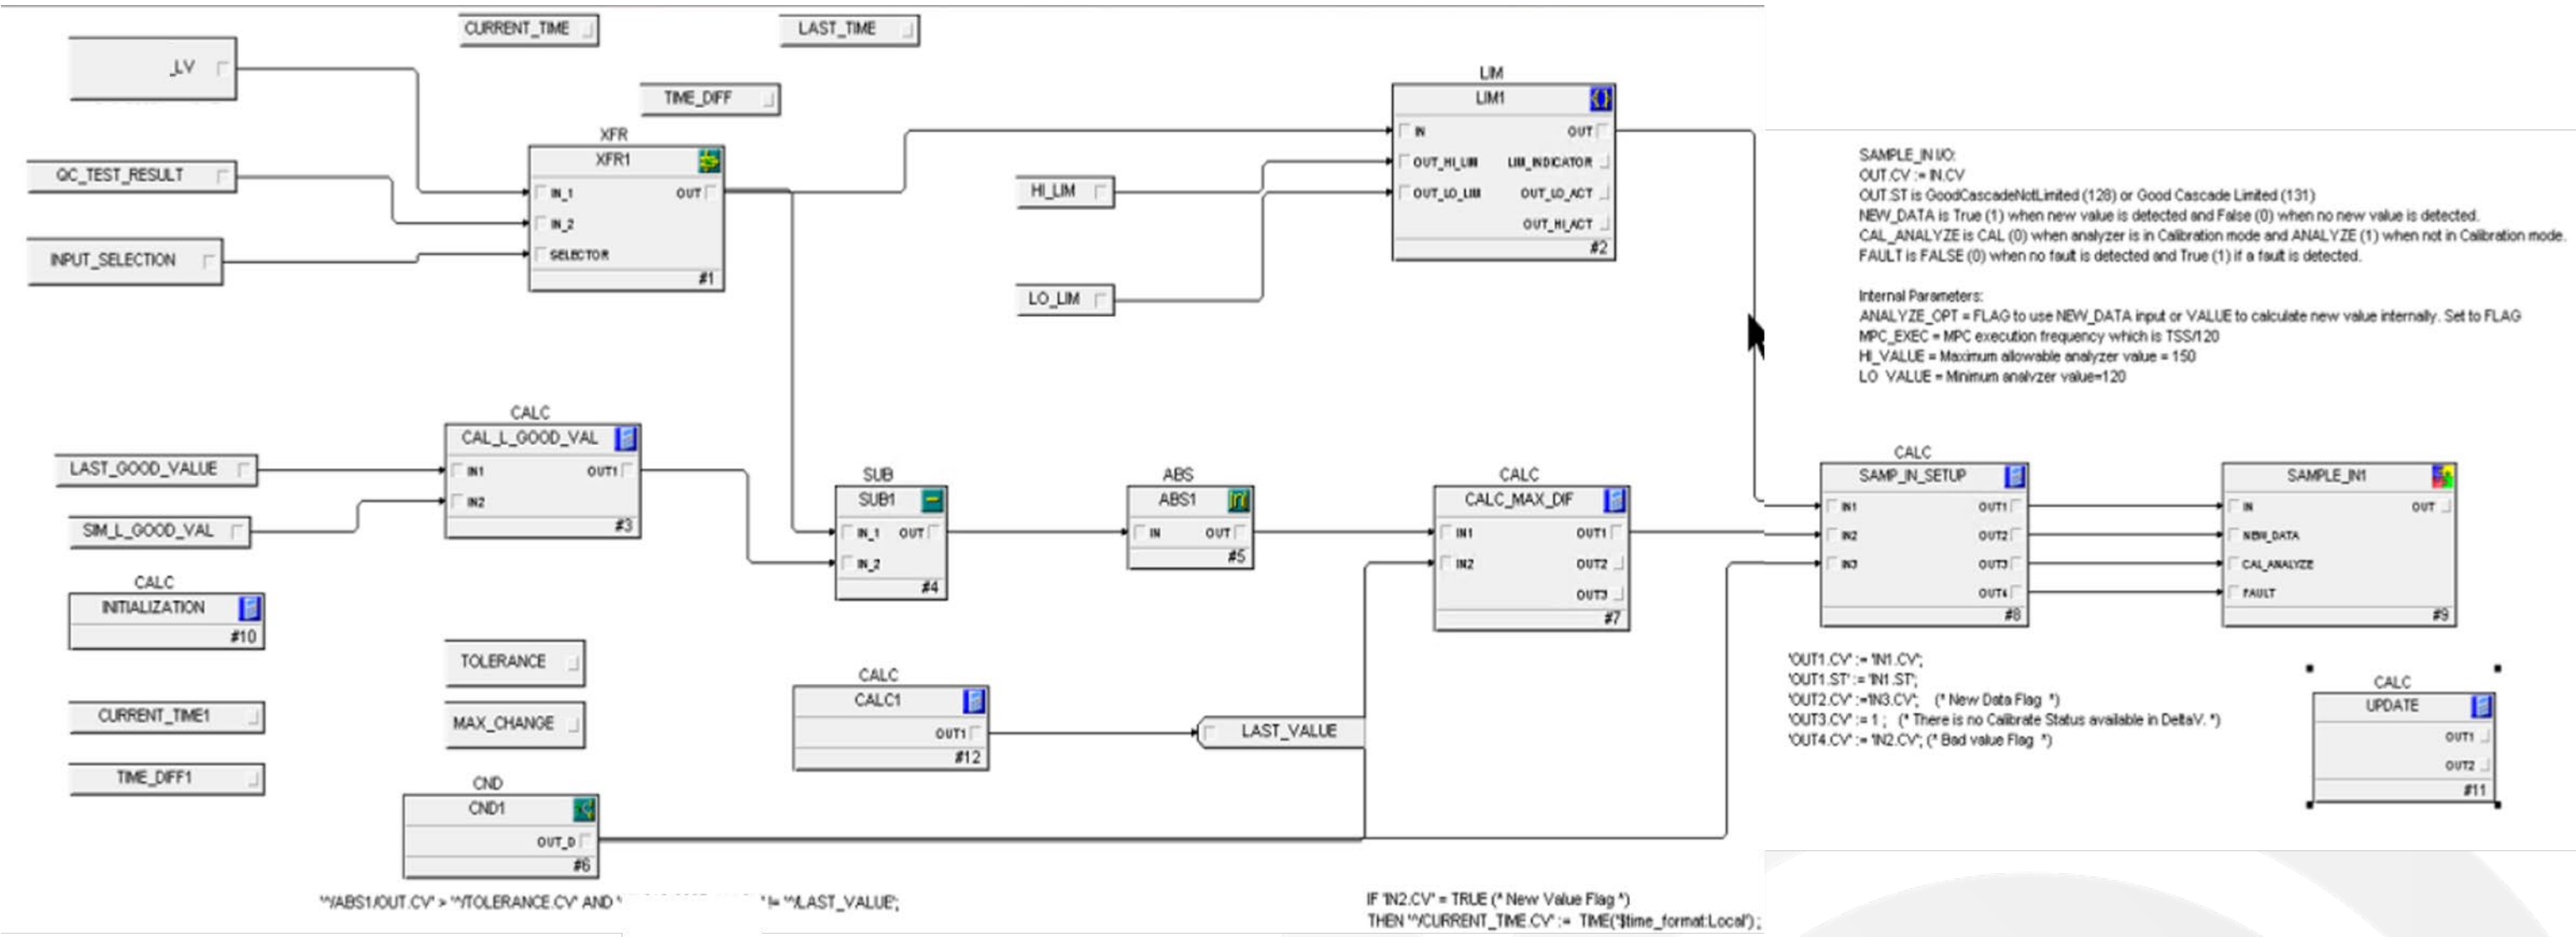 CURRENT_TIME
LAST_TIME
_LV
TIME_DIFF
LIM
LIM1
IN
OUT
OUT_HI_LIM
LIM_INDICATOR
OUT_LO_LIM
OUT_LO_ACT
OUT_HI_ACT
#2
XFR
XFR1
IN_1
OUT
IN_2
SELECTOR
#1
QC_TEST_RESULT
INPUT_SELECTION
HI_LIM
LO_LIM
SAMPLE_IN I/O:
OUT.CV := IN.CV
OUT.ST is GoodCascadeNotLimited (128) or Good Cascade Limited (131)
NEW_DATA is True (1) when new value is detected and False (0) when no new value is detected.
CAL_ANALYZE is CAL (0) when analyzer is in Calibration mode and ANALYZE (1) when not in Calibration mode.
FAULT is FALSE (0) when no fault is detected and True (1) if a fault is detected.
Internal Parameters:
ANALYZE_OPT = FLAG to use NEW_DATA input or VALUE to calculate new value internally. Set to FLAG
MPC_EXEC = MPC execution frequency which is TSS/120
HI_VALUE = Maximum allowable analyzer value = 150
LO_VALUE = Minimum analyzer value=120
CALC
CAL_L_GOOD_VAL
IN1
OUT1
IN2
#3
LAST_GOOD_VALUE
SIM_L_GOOD_VAL
SUB
SUB1
IN_1
OUT
IN_2
#4
ABS
ABS1
IN
OUT
#5
CALC
CALC_MAX_DIF
IN1
OUT1
IN2
OUT2
OUT3
#7
CALC
SAMP_IN_SETUP
IN1
OUT1
IN2
OUT2
IN3
OUT3
OUT4
#8
SAMPLE_IN1
IN
OUT
NEW_DATA
CAL_ANALYZE
FAULT
#9
CALC
INITIALIZATION
#10
TOLERANCE
CURRENT_TIME1
MAX_CHANGE
TIME_DIFF1
CALC
CALC1
OUT1
#12
LAST_VALUE
CND
CND1
OUT_D
#6
'OUT1.CV' := 'IN1.CV';
'OUT1.ST' := 'IN1.ST';
'OUT2.CV' :='IN3.CV'; (* New Data Flag *)
'OUT3.CV' := 1 ; (* There is no Calibrate Status available in DeltaV. *)
'OUT4.CV' := 'IN2.CV'; (* Bad value Flag *)
CALC
UPDATE
OUT1
OUT2
#11
'^/ABS1/OUT.CV' > '^/TOLERANCE.CV' AND '
!= '^/LAST_VALUE';
IF 'IN2.CV' = TRUE (* New Value Flag *)
THEN '^/CURRENT_TIME.CV' := TIME('$time_format:Local') ;